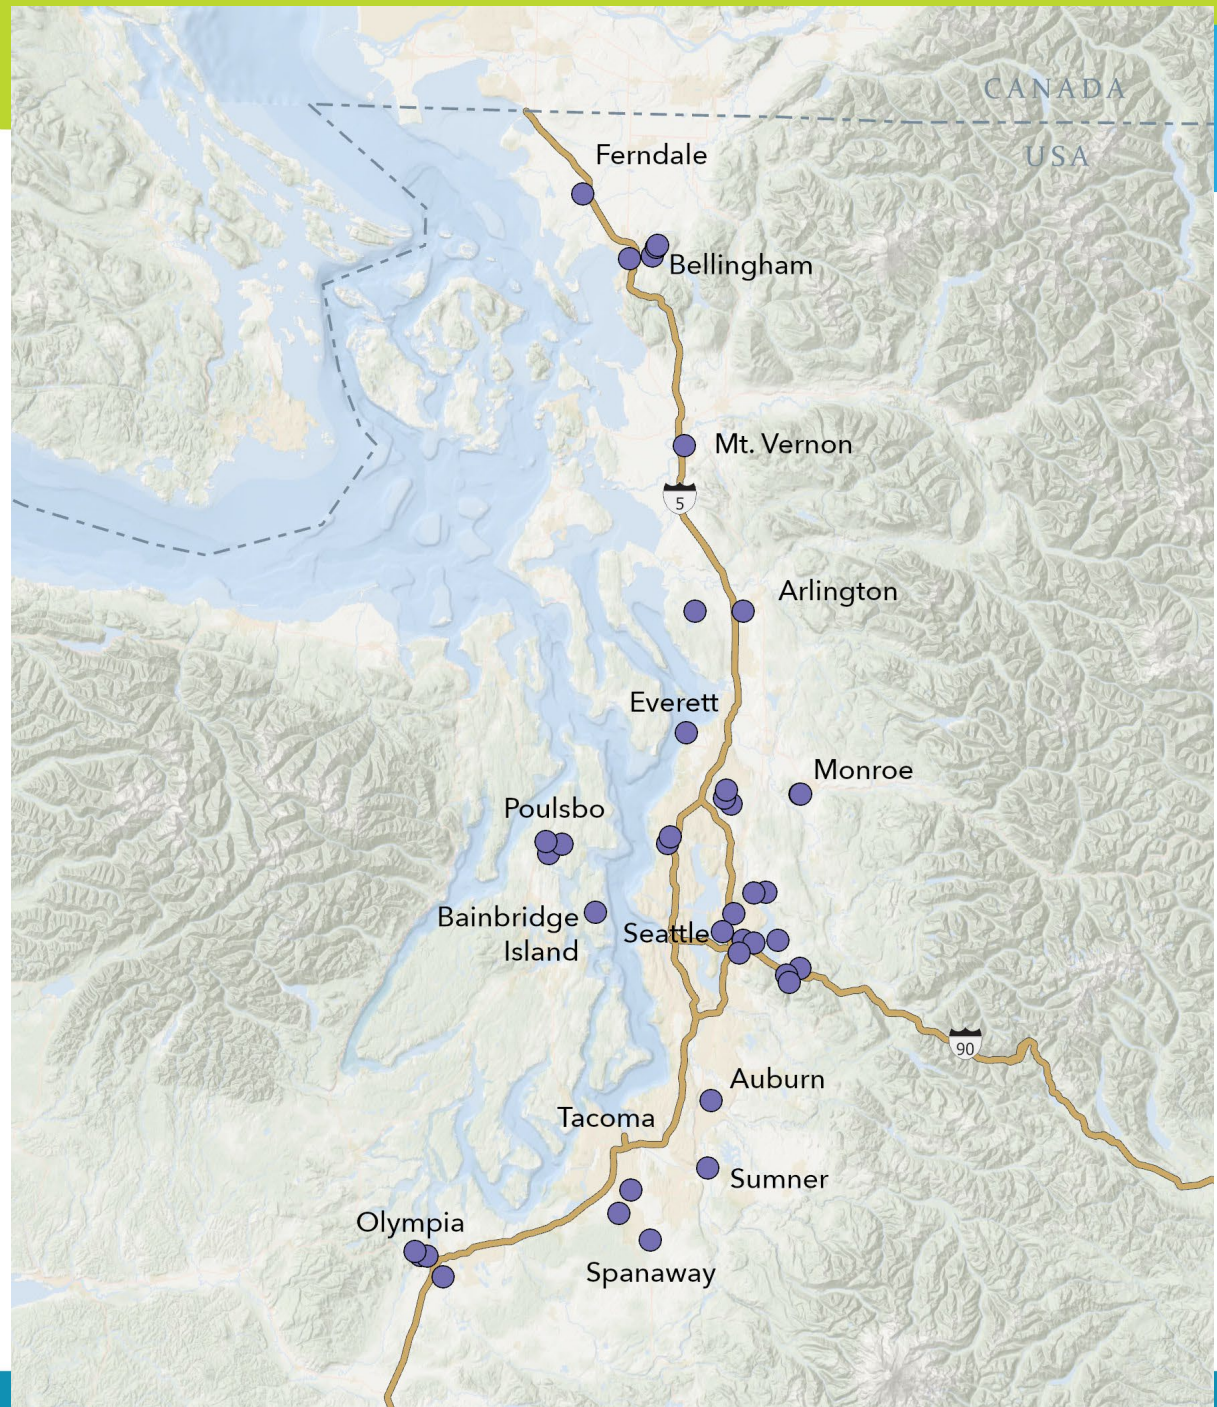 CANADA
USA
Ferndale
Bellingham
Mt. Vernon
5
Arlington
Everett
Monroe
Poulsbo
Bainbridge
Island
Seattle
90
Auburn
Tacoma
Sumner
Olympia
Spanaway